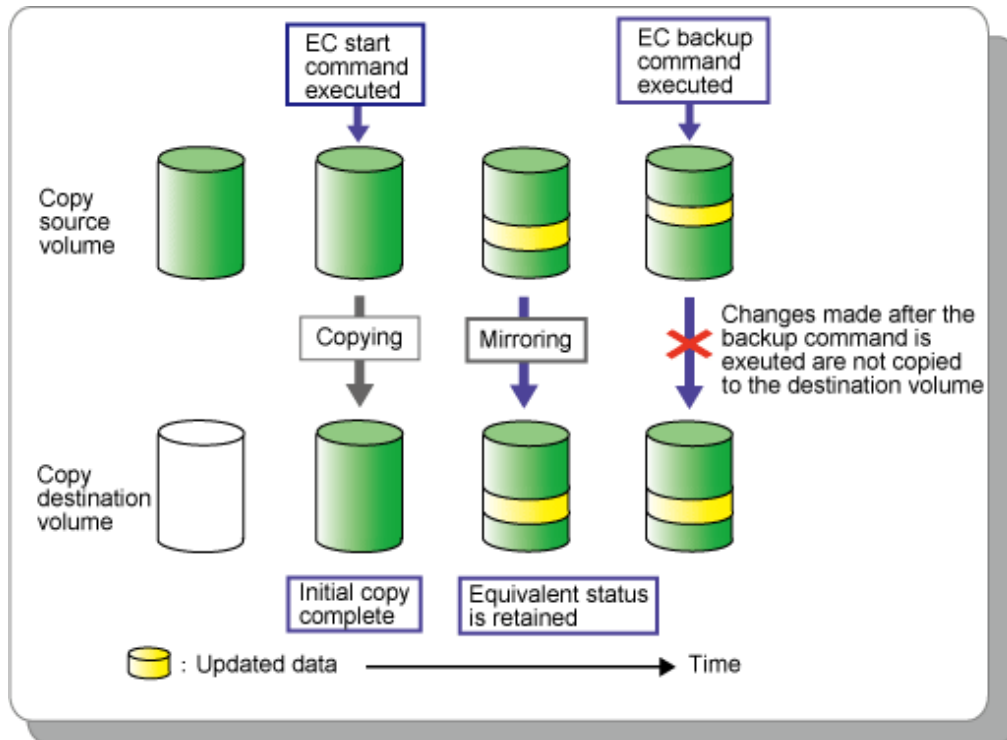 EC start
command
executed
EC backup
command
executed
Copy
source
volume
Copying
Mirroring
Changes made after the
backup command is
exeuted are not copied
to the destination volume
Copy
destination
volume
Initial copy
complete
Equivalent status
is retained
: Updated data
Time